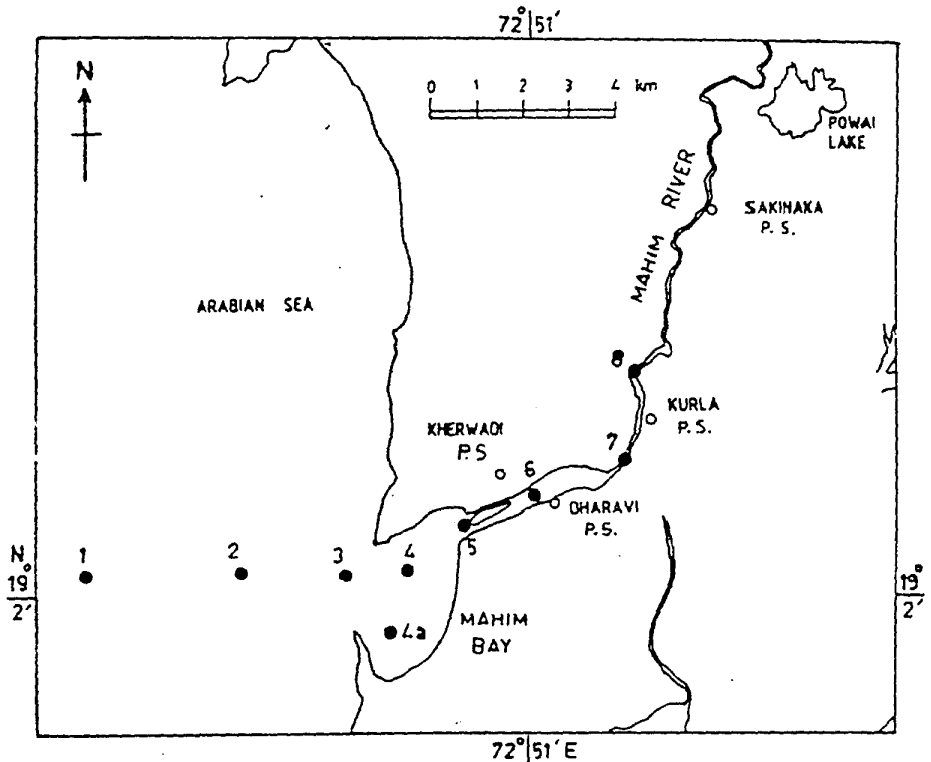 72°51'
N
0 1 2 3 4 km
POWAI
LAKE
MAHIM RIVER
SAKINAKA
P. S.
ARABIAN SEA
8
KURLA
P. S.
KHERWADI
P.S
7
6
DHARAVI
P.S.
5
1
2
3
4
N
19°
2'
19°
2'
4a
MAHIM
BAY
72°51' E